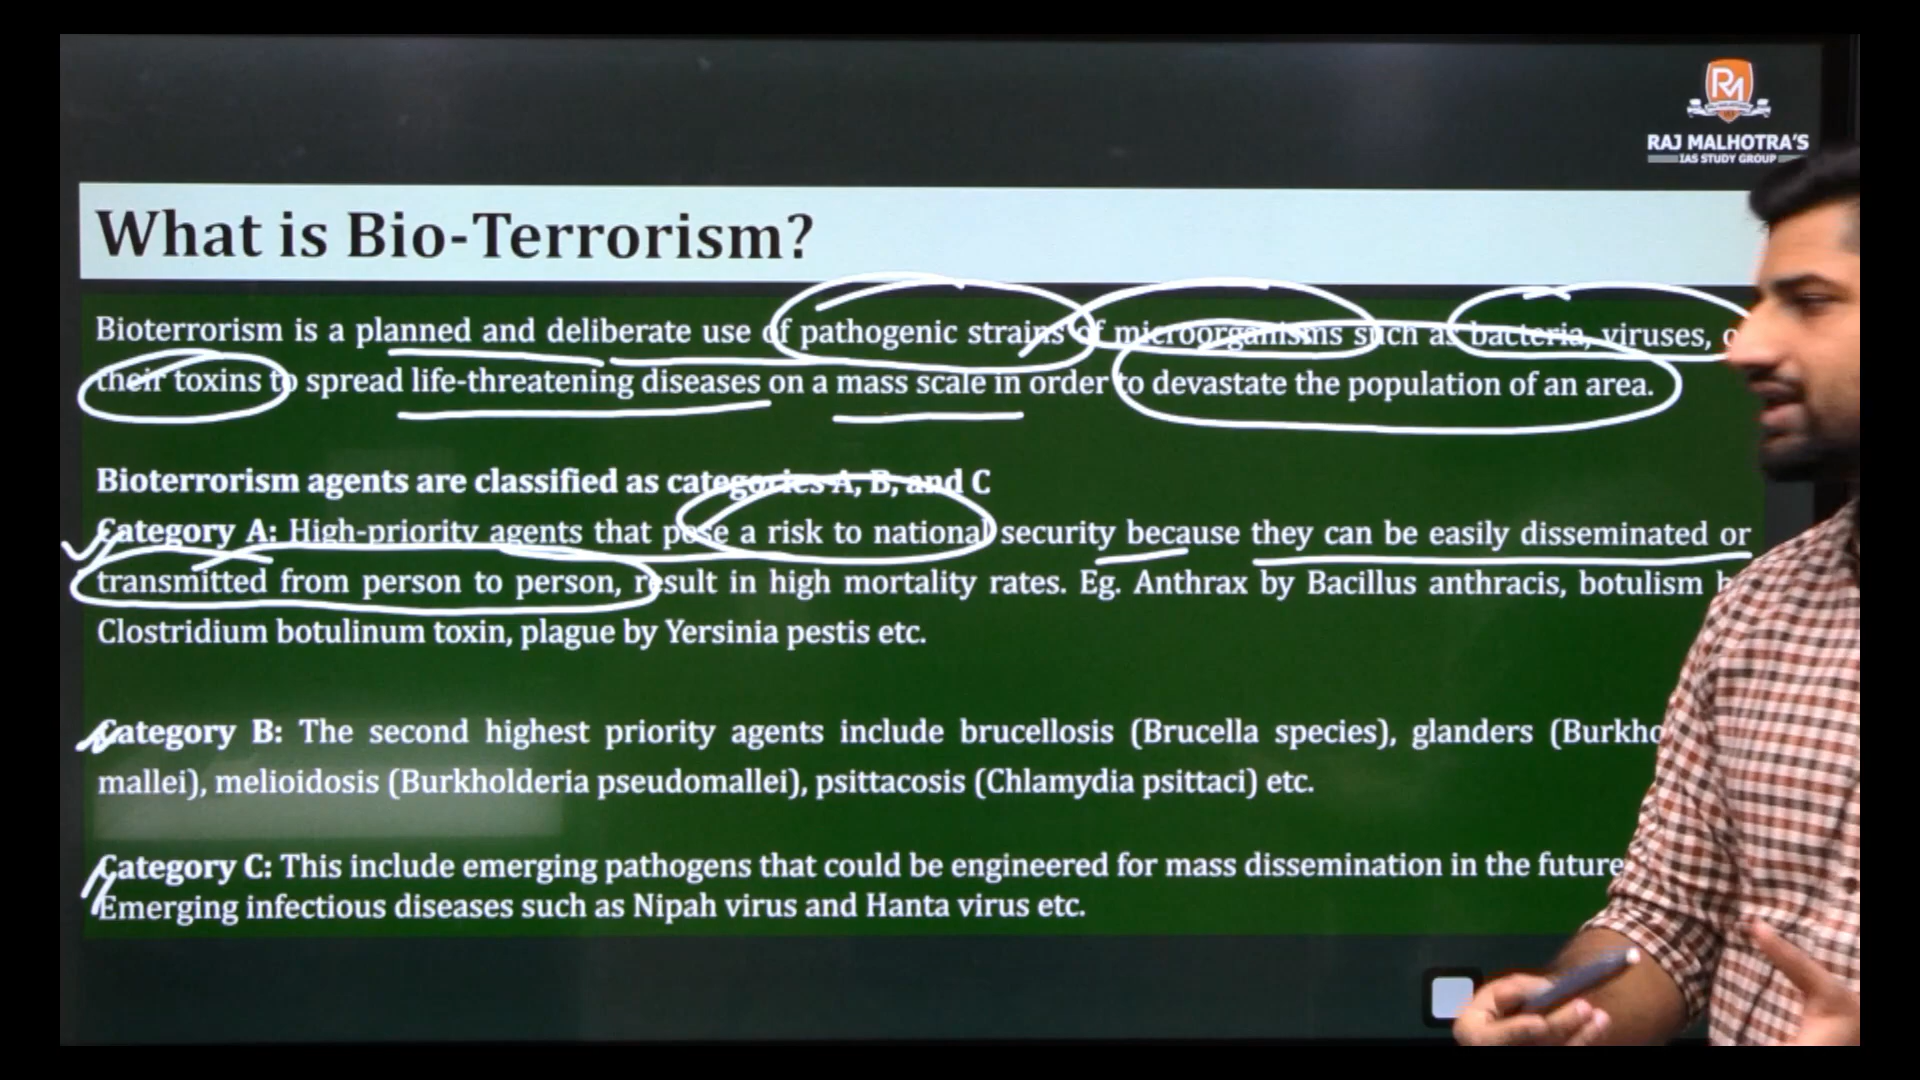 RM
RAJ MALHOTRA'S
IAS STUDY GROUP
What is Bio-Terrorism?
Bioterrorism is a planned and deliberate use of pathogenic strains of microorganisms such as bacteria, viruses,
their toxins to spread life-threatening diseases on a mass scale in order to devastate the population of an area.
Bioterrorism agents are classified as categories A, B, and C
Category A: High-priority agents that pose a risk to national security because they can be easily disseminated or
transmitted from person to person, result in high mortality rates. Eg. Anthrax by Bacillus anthracis, botulism
Clostridium botulinum toxin, plague by Yersinia pestis etc.
Category B: The second highest priority agents include brucellosis (Brucella species), glanders (Burkho
mallei), melioidosis (Burkholderia pseudomallei), psittacosis (Chlamydia psittaci) etc.
Category C: This include emerging pathogens that could be engineered for mass dissemination in the future
Emerging infectious diseases such as Nipah virus and Hanta virus etc.